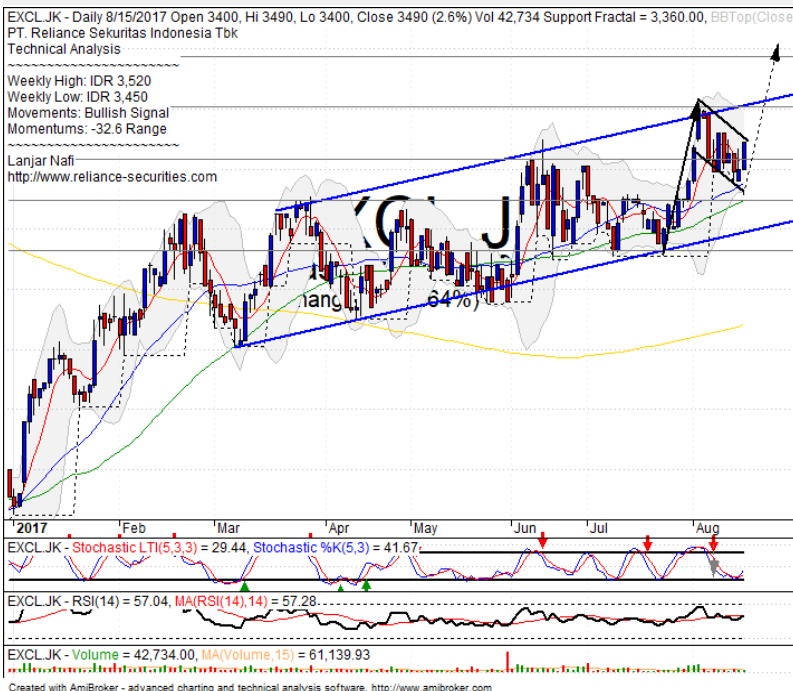 EXCL.JK - Daily 8/15/2017 Open 3400, Hi 3490, Lo 3400, Close 3490 (2.6%) Vol 42,734 Support Fractal = 3,360.00, BBTop(Close
PT. Reliance Sekuritas Indonesia Tbk
Technical Analysis
~~~~~~~~~~~~~~~~~~~~~~
Weekly High: IDR 3,520
Weekly Low: IDR 3,450
Movements: Bullish Signal
Momentums: -32.6 Range
~~~~~~~~~~~~~~~~~~~~~~
Lanjar Nafi
http://www.reliance-securities.com
64%)
2017 Feb Mar Apr May Jun Jul Aug
EXCL.JK - Stochastic LTI(5,3,3) = 29.44, Stochastic %K(5,3) = 41.67,
EXCL.JK - RSI(14) = 57.04, MA(RSI(14),14) = 57.28
EXCL.JK - Volume = 42,734.00, MA(Volume,15) = 61,139.93
Created with AmiBroker - advanced charting and technical analysis software. http://www.amibroker.com